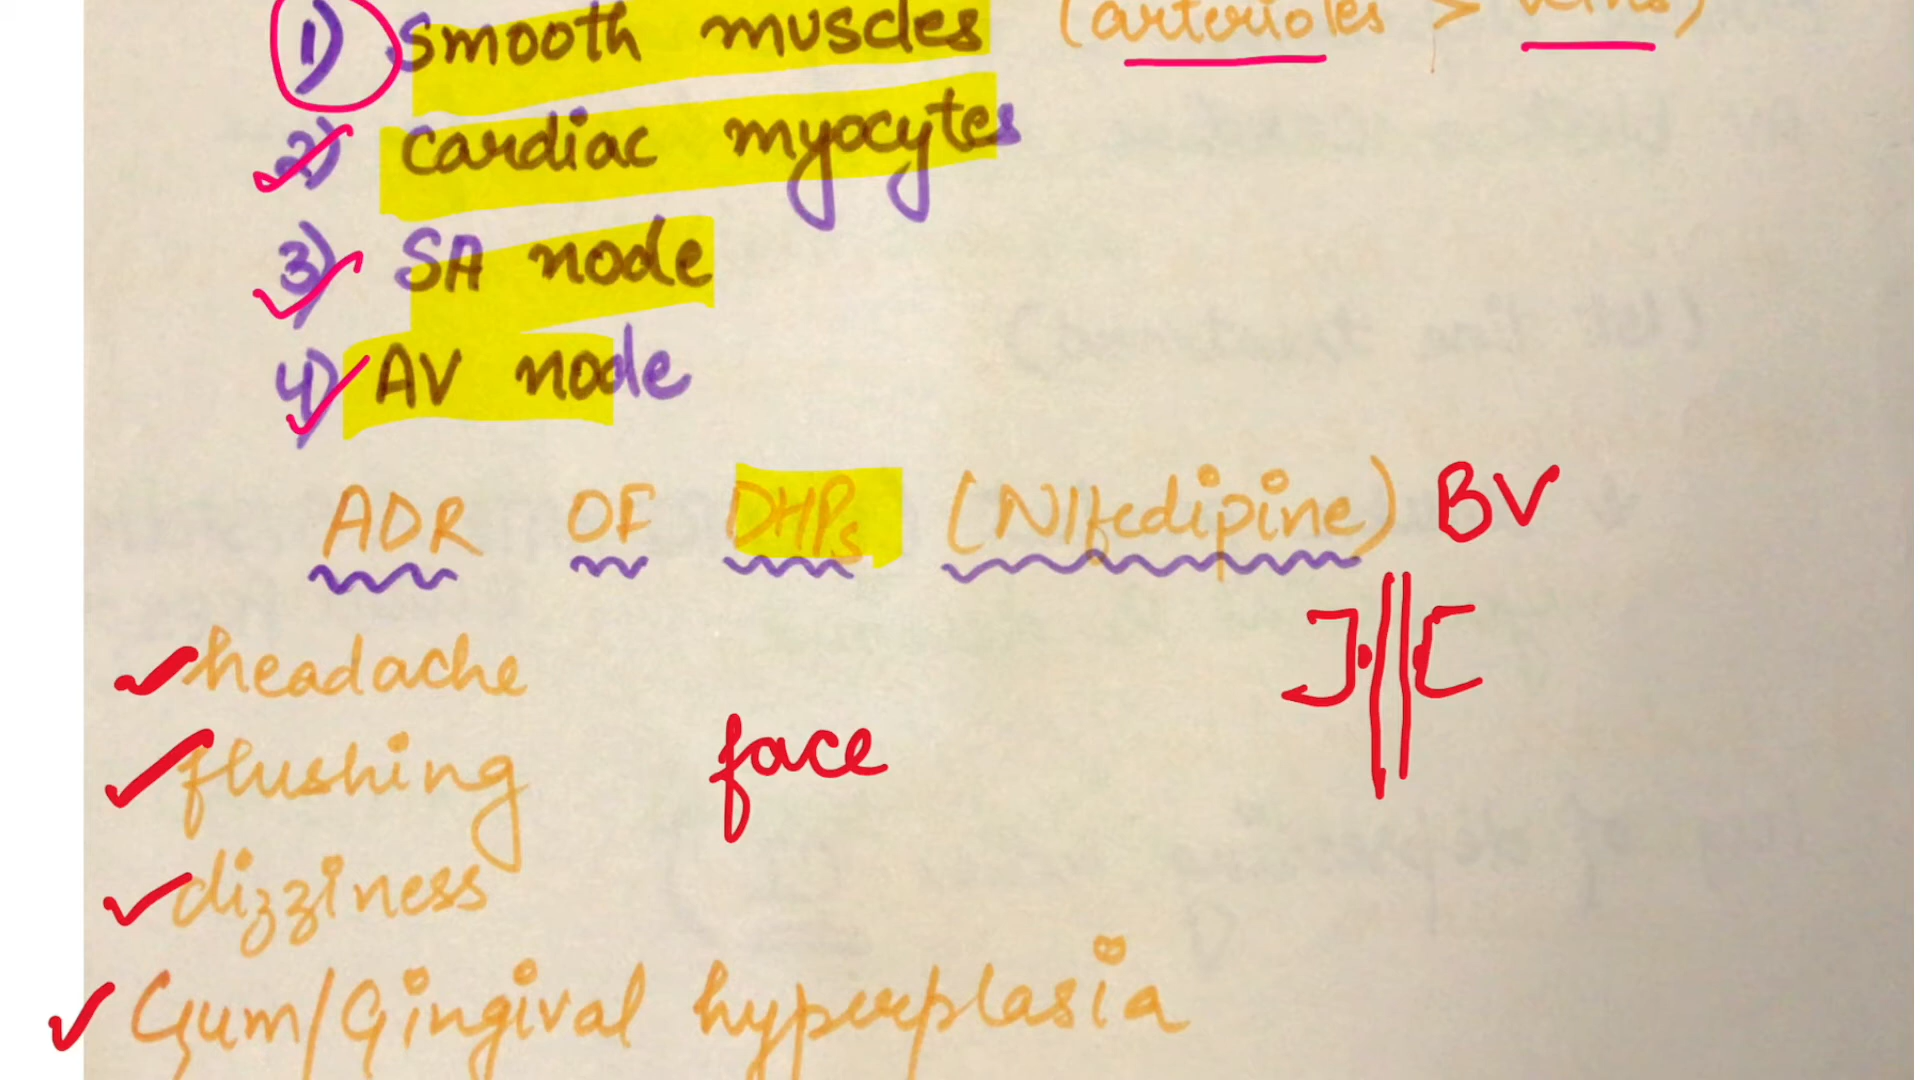 1) Smooth muscles (arterioles > veins)
2) Cardiac myocytes
3) SA node
4) AV node
ADR OF DHPs (NIfedipine) BV
headache
flushing face
dizziness
Gum/Gingival hyperplasia